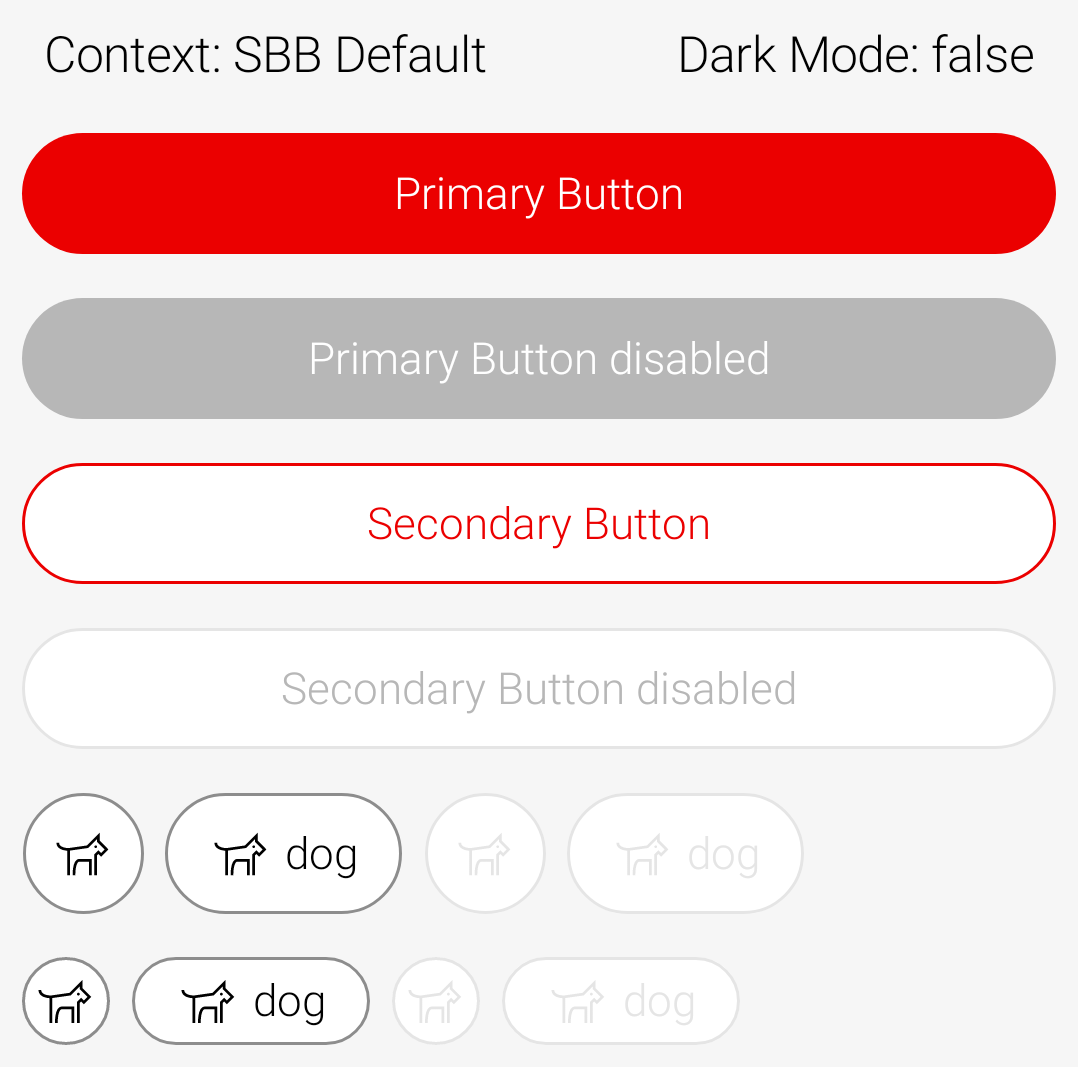 Context: SBB Default Dark Mode: false
Primary Button
Primary Button disabled
Secondary Button
Secondary Button disabled
dog dog
dog dog